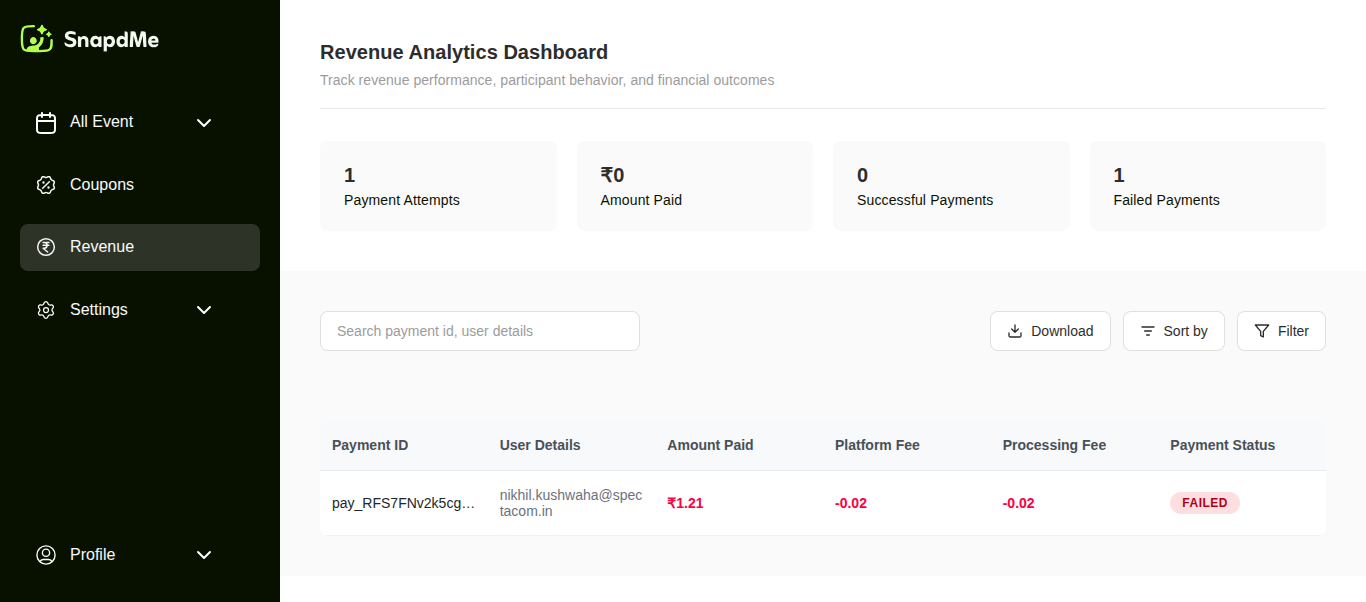 SnapdMe
All Event
Coupons
Revenue
Settings
Profile
Revenue Analytics Dashboard
Track revenue performance, participant behavior, and financial outcomes
1
Payment Attempts
₹0
Amount Paid
0
Successful Payments
1
Failed Payments
Search payment id, user details
Download
Sort by
Filter
Payment ID User Details Amount Paid Platform Fee Processing Fee Payment Status
pay_RFS7FNv2k5cg… nikhil.kushwaha@spec ₹1.21 -0.02 -0.02 FAILED
tacom.in